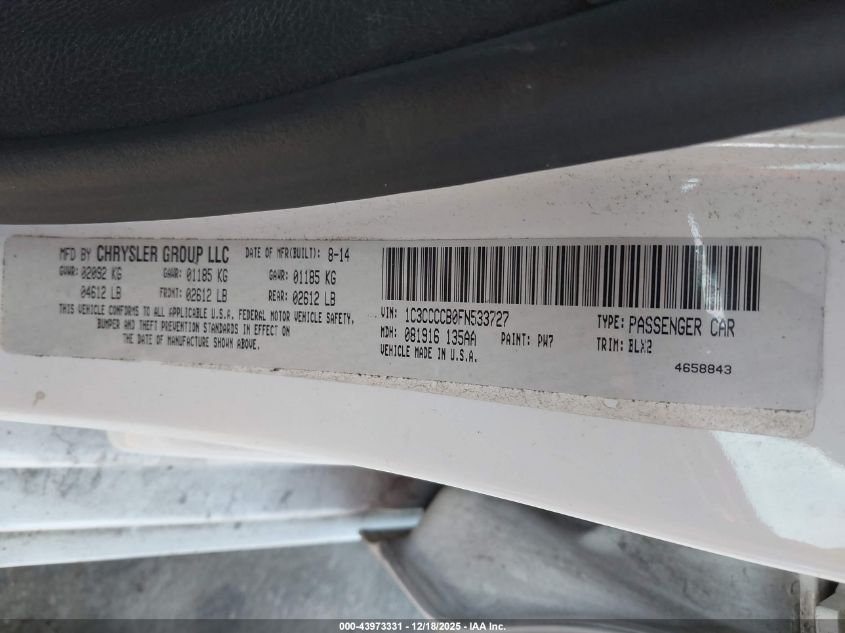 MFD BY CHRYSLER GROUP LLC DATE OF MFR(BUILT): 8-14
GVWR: 02092 KG GAWR: 01185 KG GAWR: 01185 KG
04612 LB FRONT: 02612 LB REAR: 02612 LB
THIS VEHICLE CONFORMS TO ALL APPLICABLE U.S.A. FEDERAL MOTOR VEHICLE SAFETY,
BUMPER AND THEFT PREVENTION STANDARDS IN EFFECT ON
THE DATE OF MANUFACTURE SHOWN ABOVE.
VIN: 1C3CCCCB0FN533727 TYPE: PASSENGER CAR
MDH: 081916 135AA PAINT: PW7 TRIM: BLX2
VEHICLE MADE IN U.S.A.
4658843
000-43973331 - 12/18/2025 - IAA Inc.